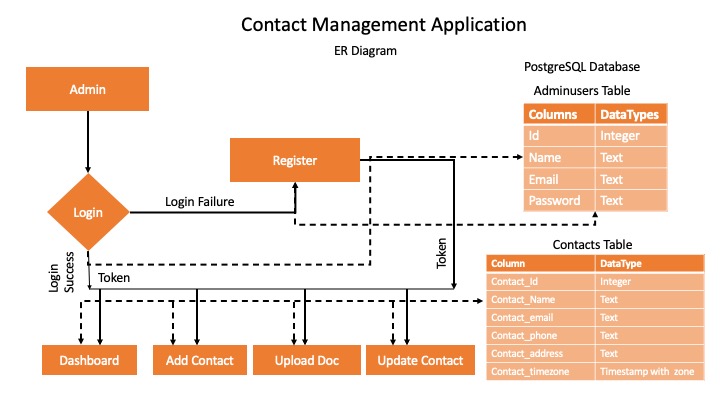 Contact Management Application
ER Diagram
PostgreSQL Database
Adminusers Table
Admin
Columns DataTypes
Id Integer
Name Text
Email Text
Password Text
Register
Login
Login Failure
Login
Success
Token
Token
Contacts Table
Column DataType
Contact_Id Integer
Contact_Name Text
Contact_email Text
Contact_phone Text
Contact_address Text
Contact_timezone Timestamp with zone
Dashboard
Add Contact
Upload Doc
Update Contact